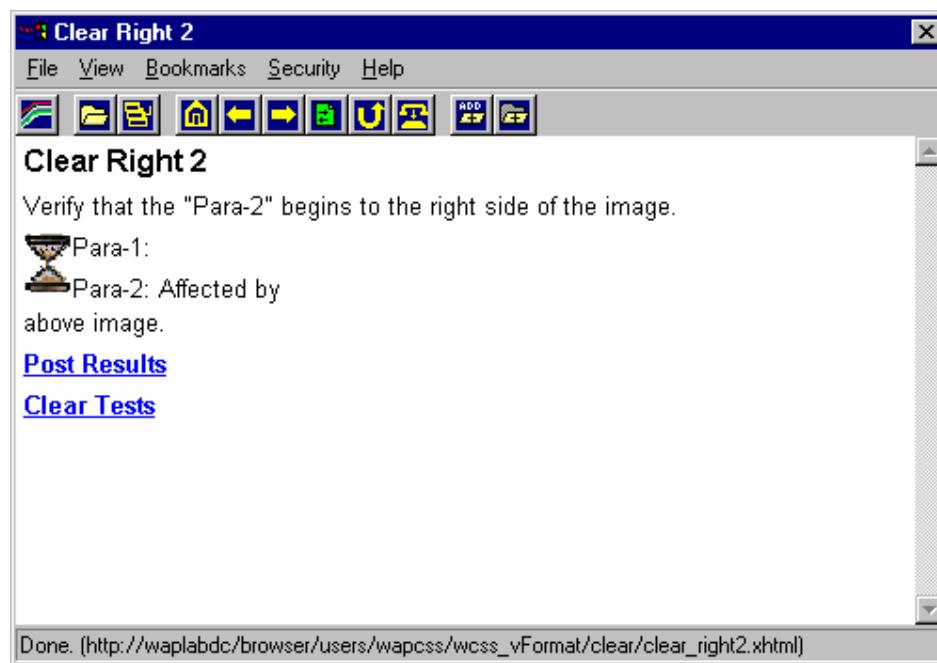 Clear Right 2
File View Bookmarks Security Help
ADD
Clear Right 2
Verify that the "Para-2" begins to the right side of the image.
Para-1:
Para-2: Affected by
above image.
Post Results
Clear Tests
Done. (http://waplabdc/browser/users/wapcss/wcss_vFormat/clear/clear_right2.xhtml)